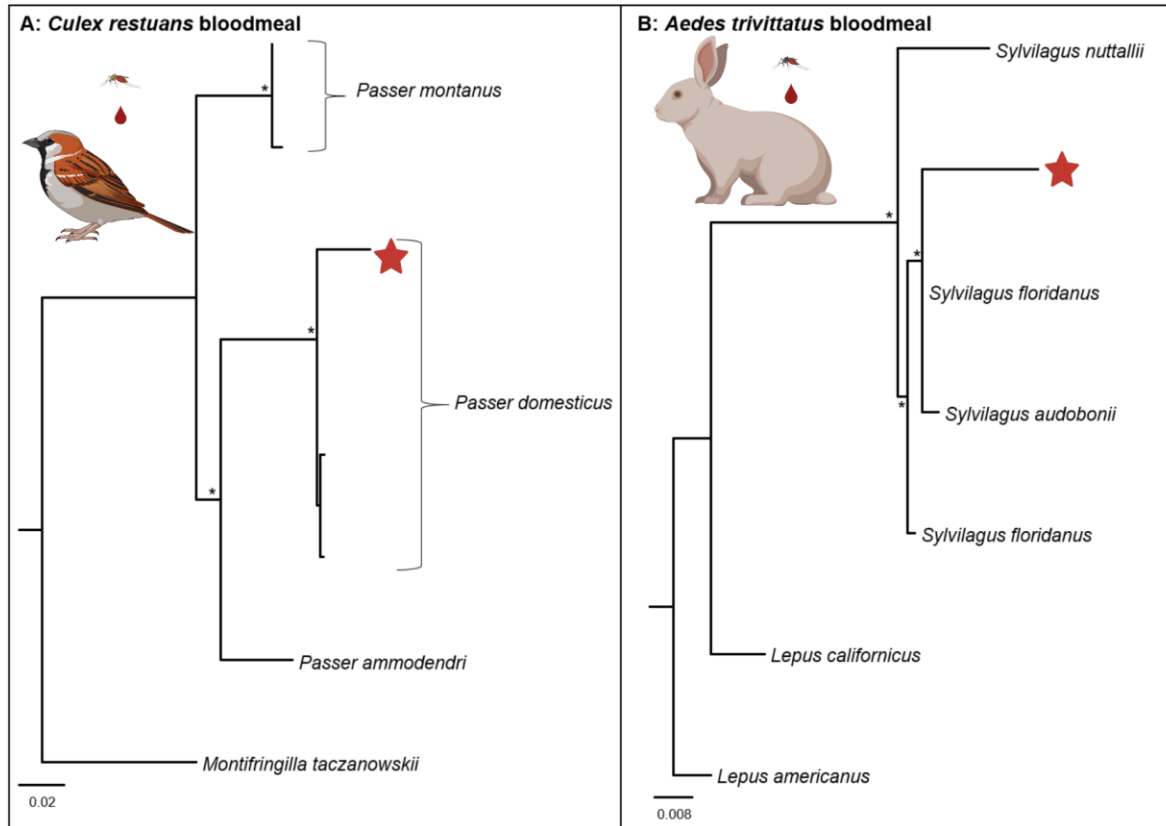 A: Culex restuans bloodmeal
*
Passer montanus
*
Passer domesticus
*
Passer ammodendri
Montifringilla taczanowskii
0.02
B: Aedes trivittatus bloodmeal
Sylvilagus nuttallii
*
*
Sylvilagus floridanus
*
Sylvilagus audobonii
Sylvilagus floridanus
Lepus californicus
Lepus americanus
0.008